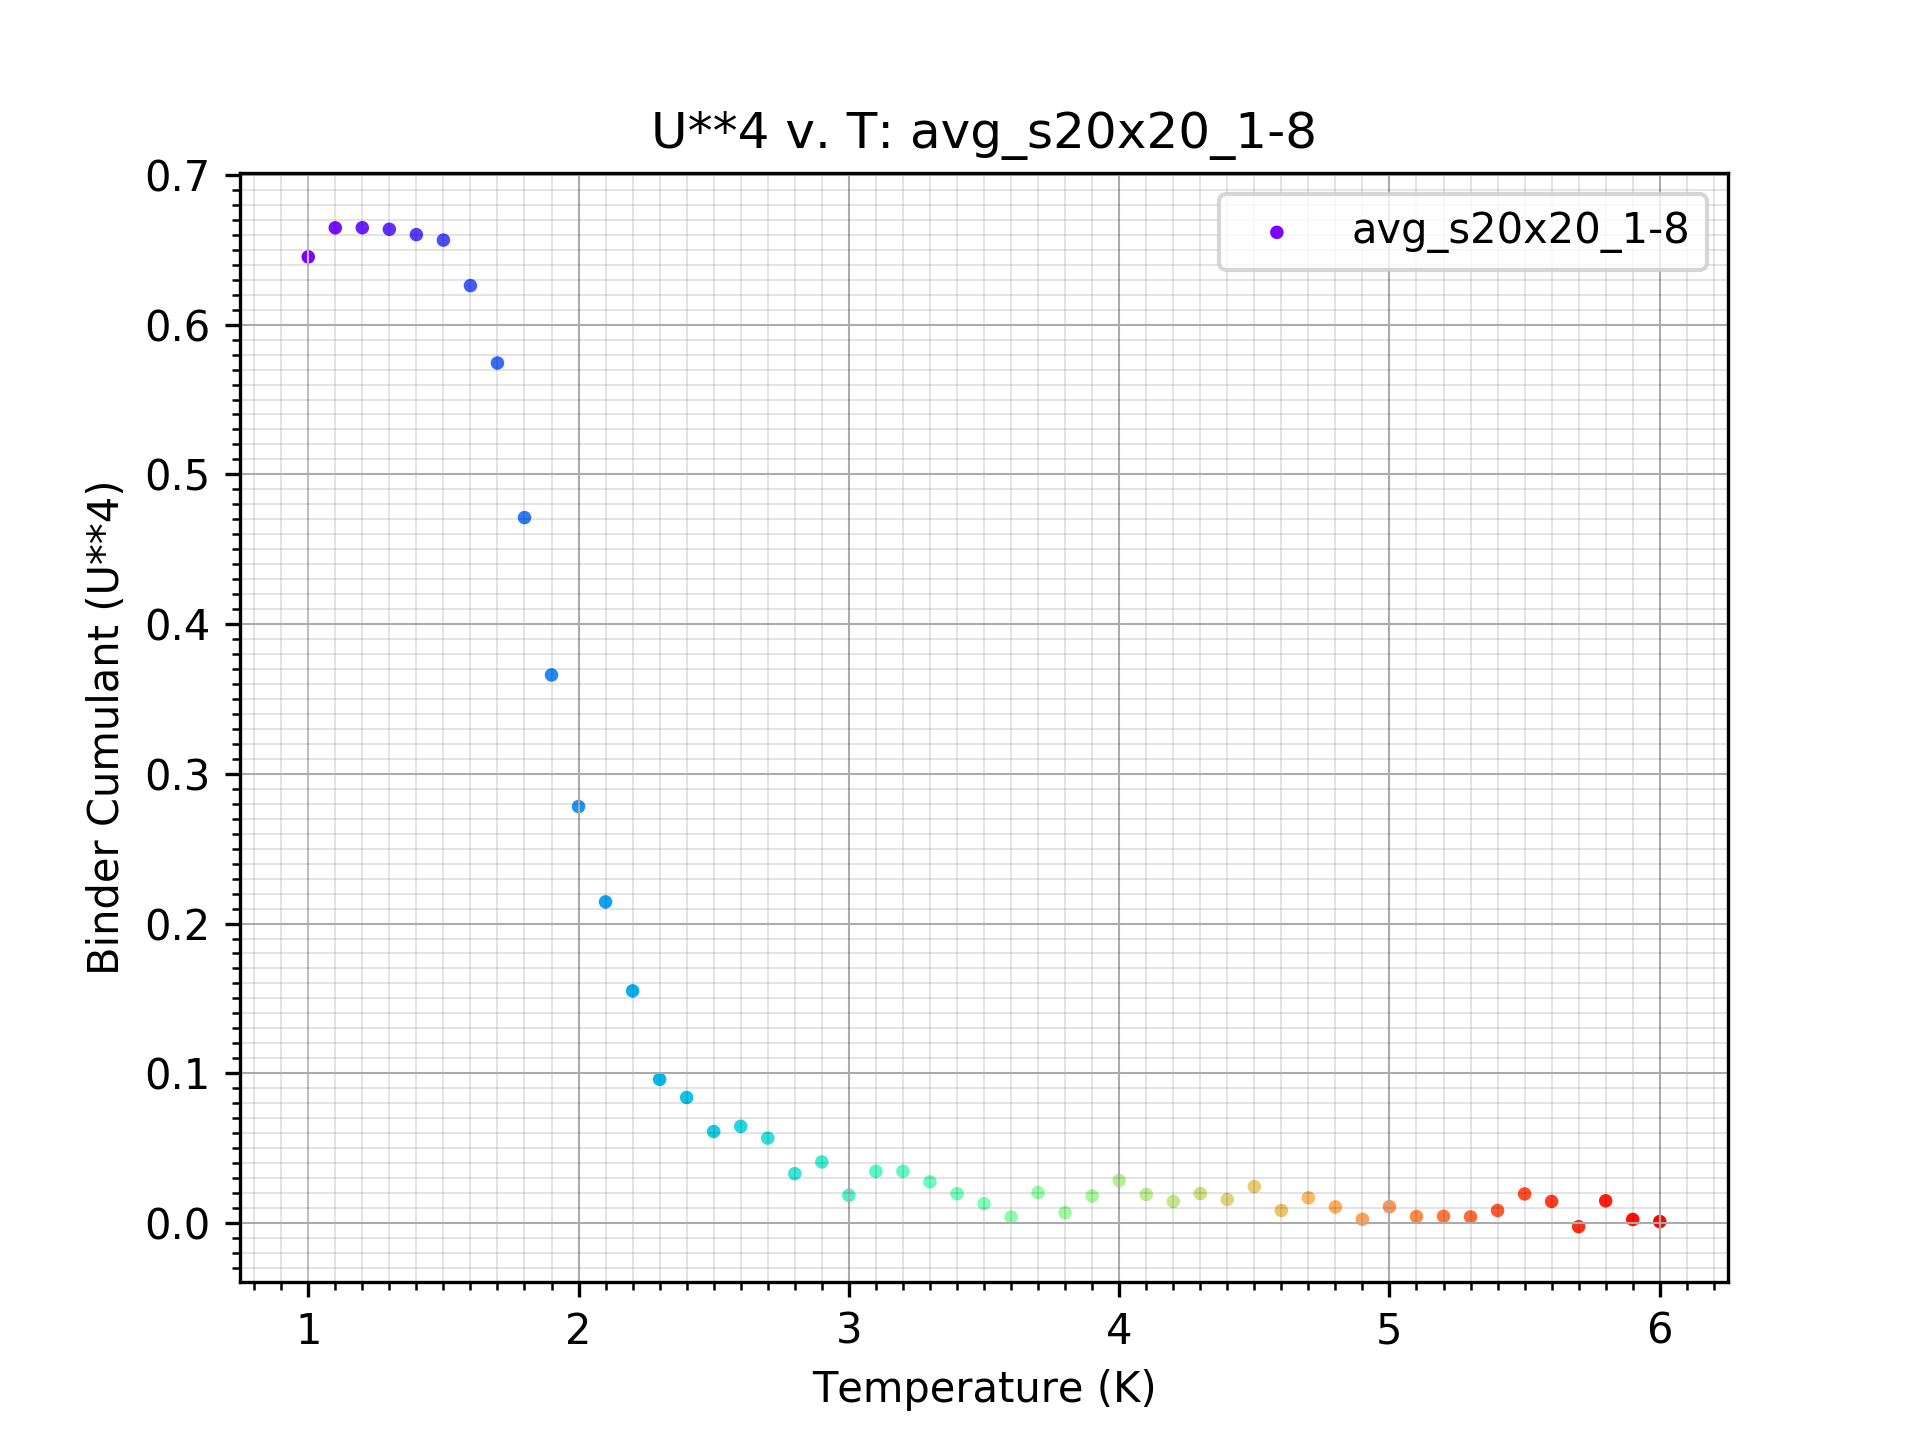 U**4 v. T: avg_s20x20_1-8
avg_s20x20_1-8
0.7
0.6
0.5
0.4
0.3
0.2
0.1
0.0
Binder Cumulant (U**4)
1 2 3 4 5 6
Temperature (K)